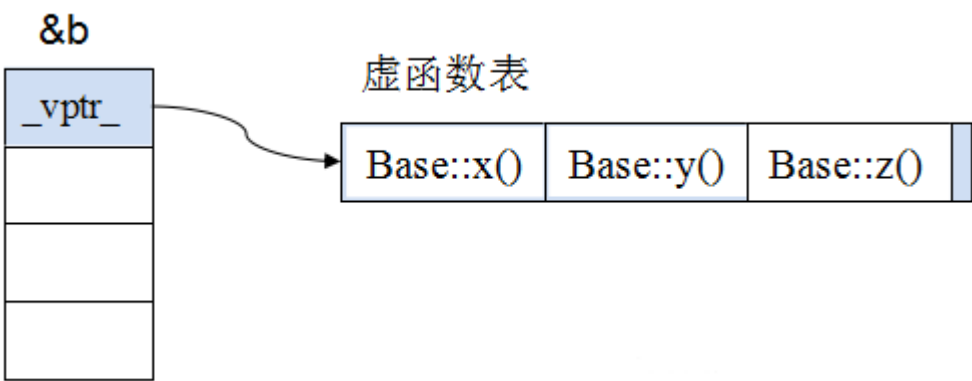 &b
虚函数表
_vptr_
Base::x() Base::y() Base::z()